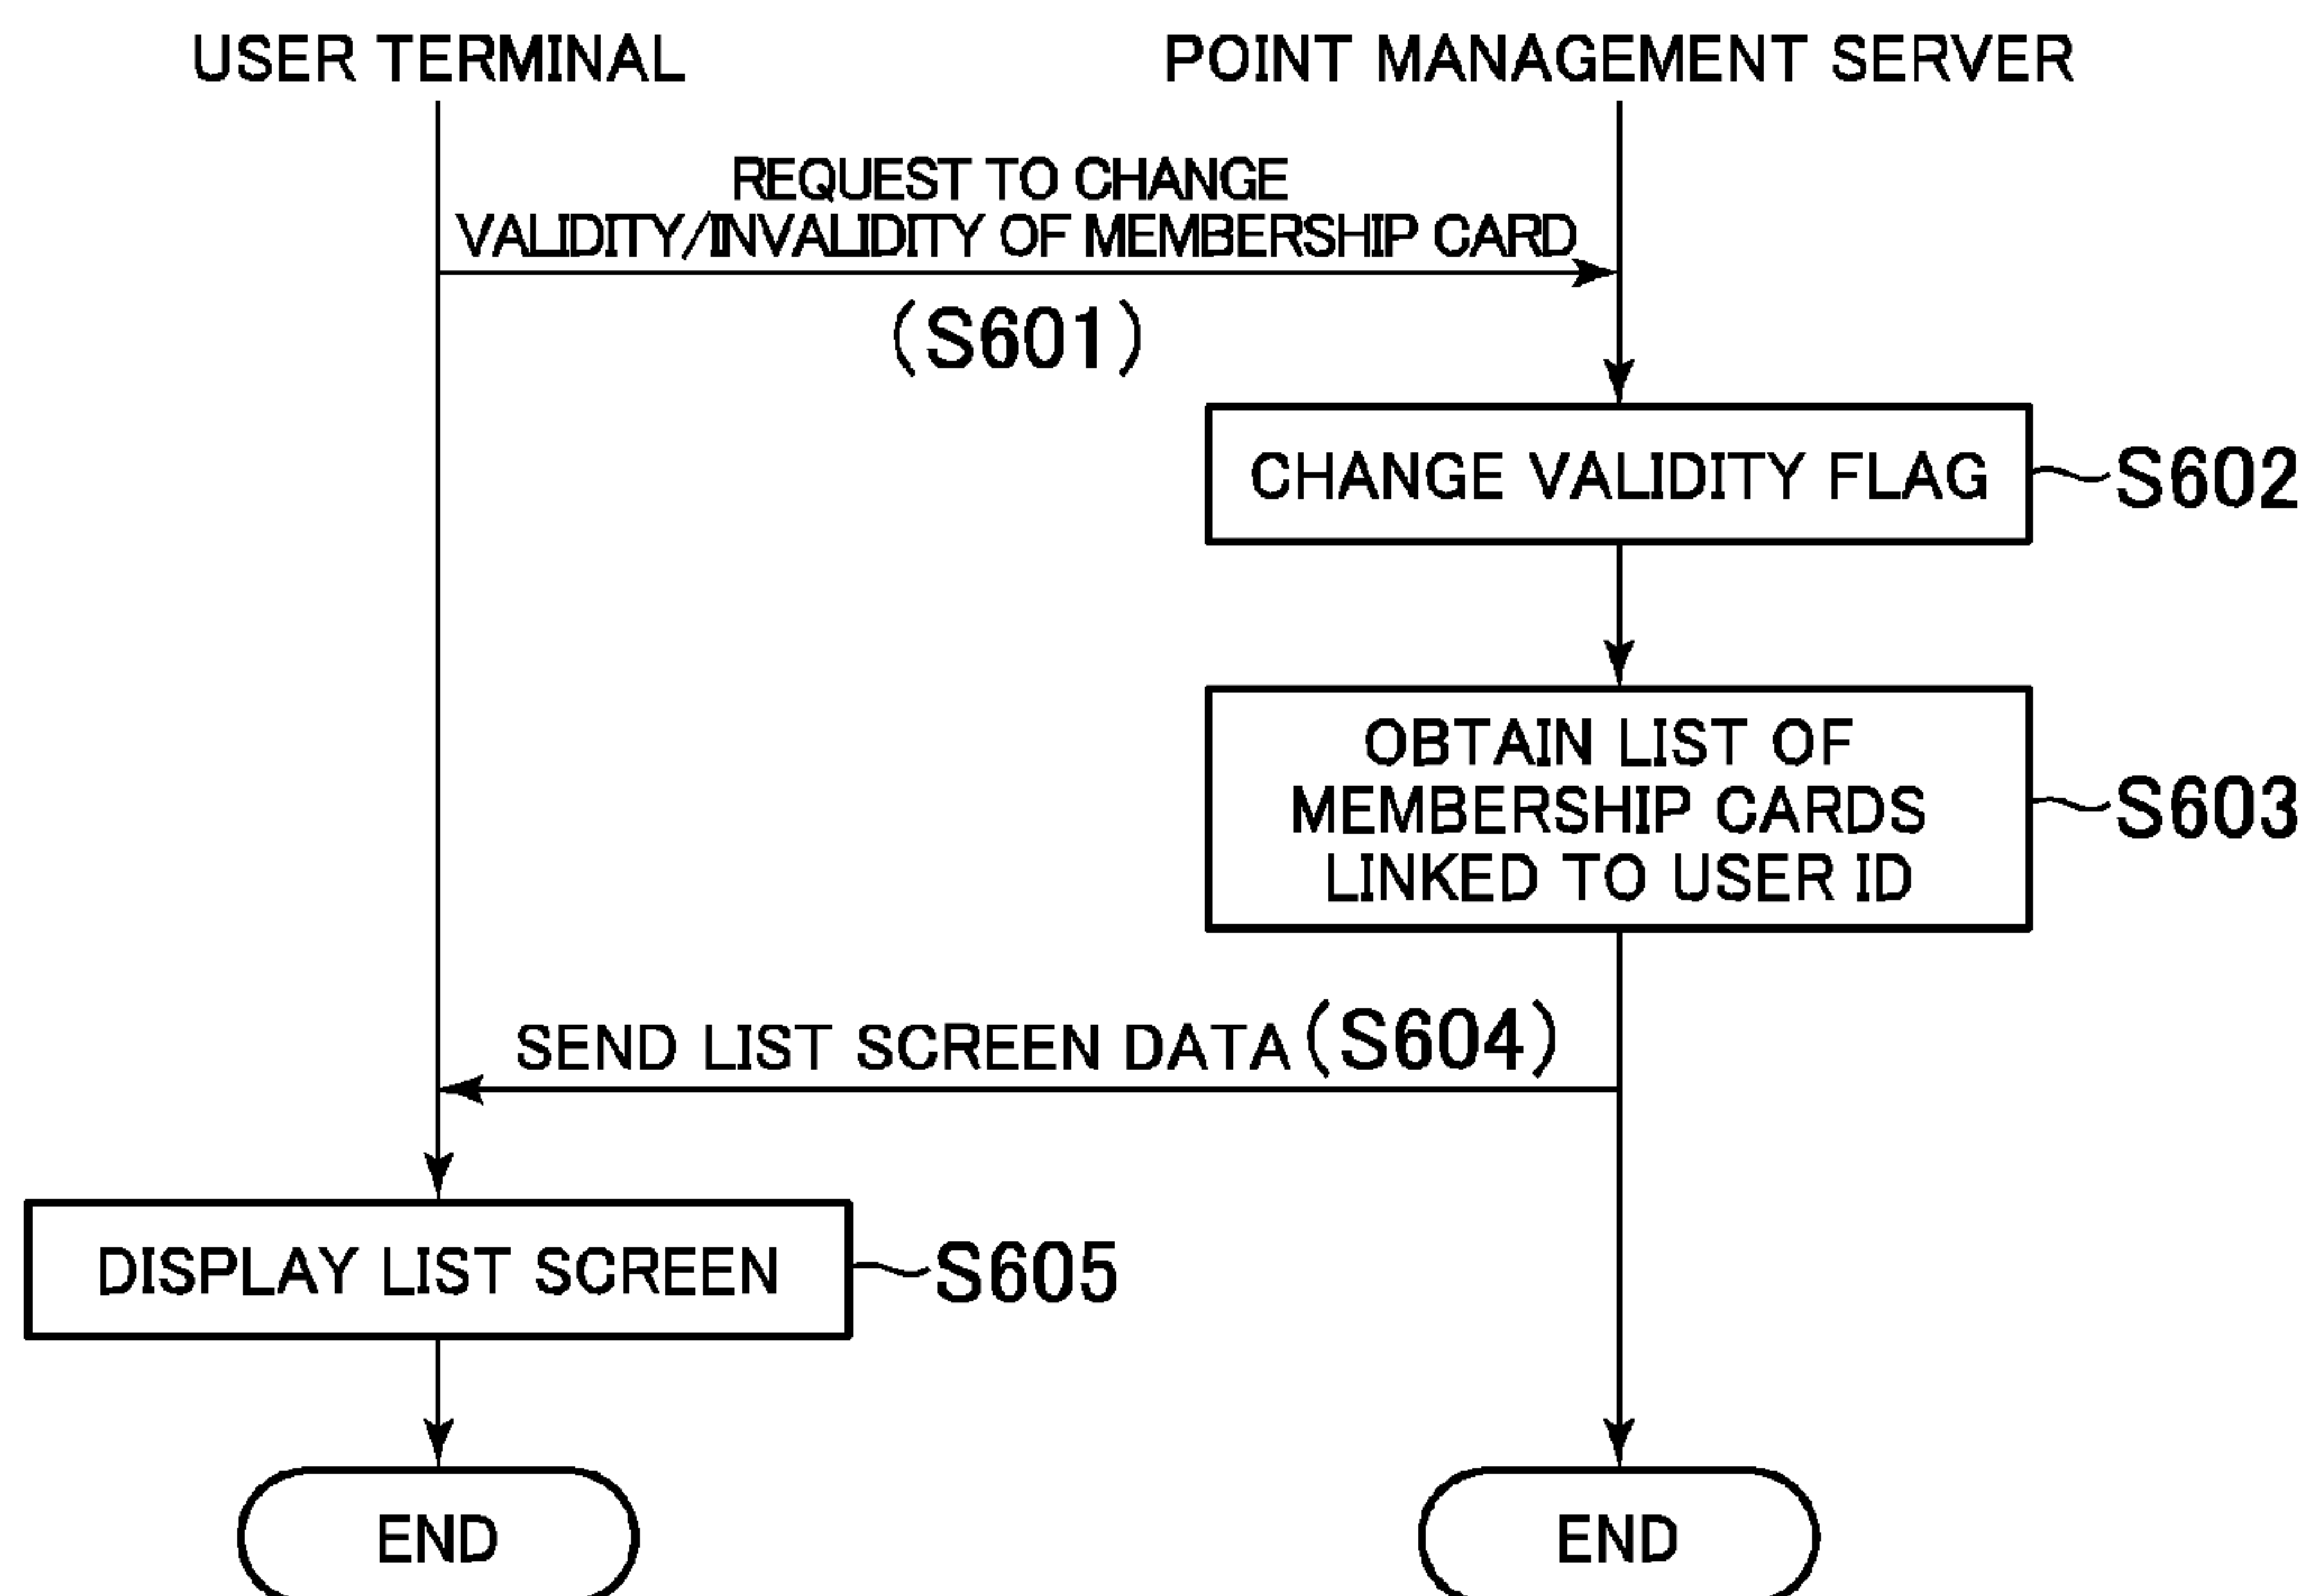 USER TERMINAL
POINT MANAGEMENT SERVER
REQUEST TO CHANGE
VALIDITY/INVALIDITY OF MEMBERSHIP CARD
(S601)
CHANGE VALIDITY FLAG
S602
OBTAIN LIST OF
MEMBERSHIP CARDS
LINKED TO USER ID
S603
SEND LIST SCREEN DATA (S604)
DISPLAY LIST SCREEN
S605
END
END